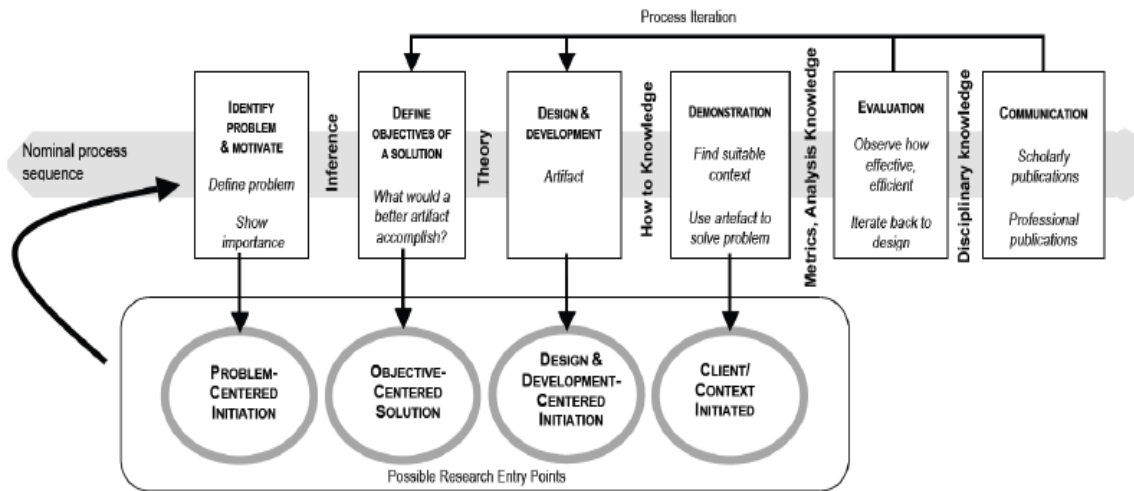 Process Iteration
Nominal process
sequence
IDENTIFY
PROBLEM
& MOTIVATE
Define problem
Show
importance
Inference
DEFINE
OBJECTIVES OF
A SOLUTION
What would a
better artifact
accomplish?
Theory
DESIGN &
DEVELOPMENT
Artifact
How to Knowledge
DEMONSTRATION
Find suitable
context
Use artefact to
solve problem
Metrics, Analysis Knowledge
EVALUATION
Observe how
effective,
efficient
Iterate back to
design
Disciplinary knowledge
COMMUNICATION
Scholarly
publications
Professional
publications
PROBLEM-
CENTERED
INITIATION
OBJECTIVE-
CENTERED
SOLUTION
DESIGN &
DEVELOPMENT-
CENTERED
INITIATION
CLIENT/
CONTEXT
INITIATED
Possible Research Entry Points